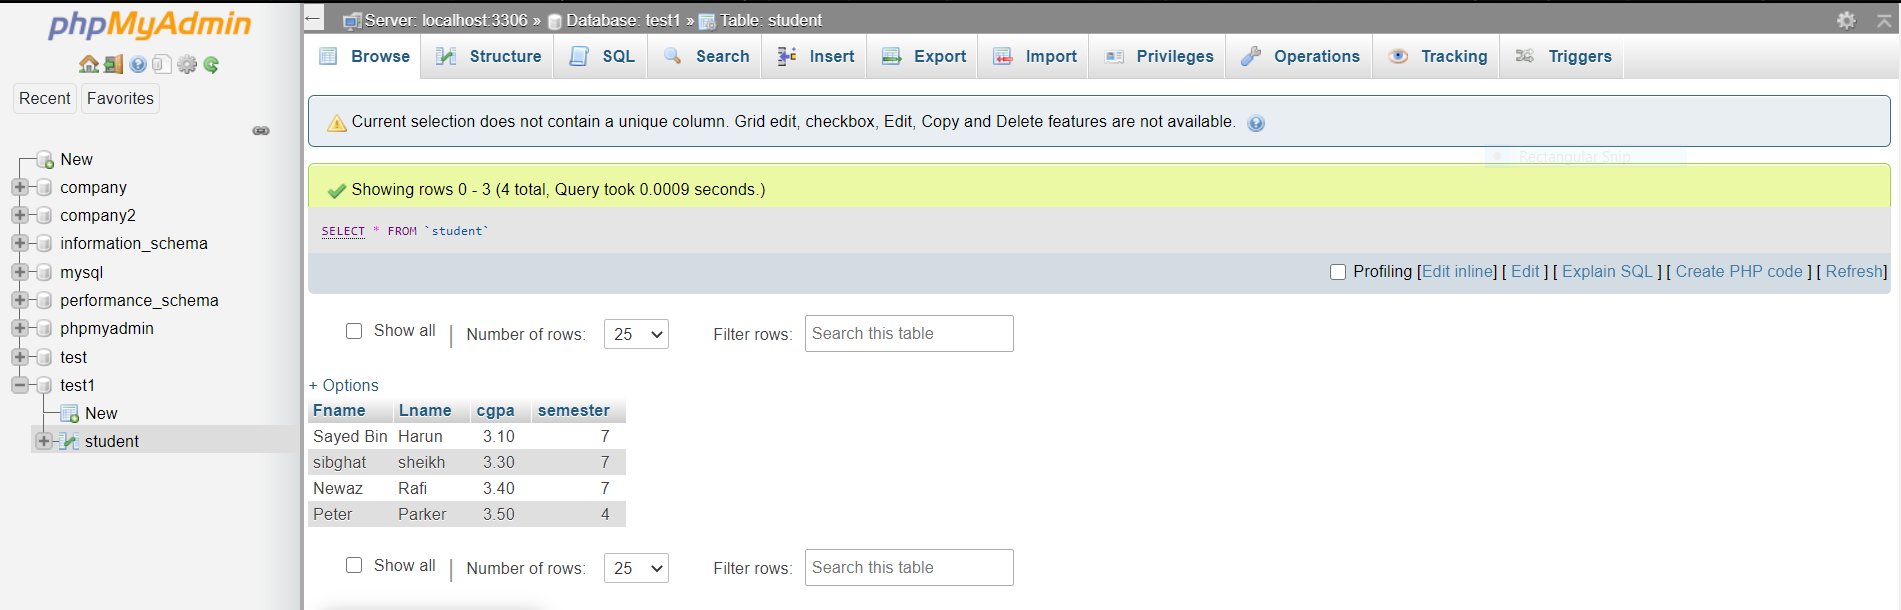 phpMyAdmin
Recent Favorites
New
company
company2
information_schema
mysql
performance_schema
phpmyadmin
test
test1
New
student
Server: localhost:3306 » Database: test1 » Table: student
Browse Structure SQL Search Insert Export Import Privileges Operations Tracking Triggers
Current selection does not contain a unique column. Grid edit, checkbox, Edit, Copy and Delete features are not available.
Rectangular Snip
Showing rows 0 - 3 (4 total, Query took 0.0009 seconds.)
SELECT * FROM `student`
Profiling [Edit inline] [ Edit ] [ Explain SQL ] [ Create PHP code ] [ Refresh]
Show all | Number of rows: 25 Filter rows: Search this table
+ Options
Fname Lname cgpa semester
Sayed Bin Harun 3.10 7
sibghat sheikh 3.30 7
Newaz Rafi 3.40 7
Peter Parker 3.50 4
Show all | Number of rows: 25 Filter rows: Search this table